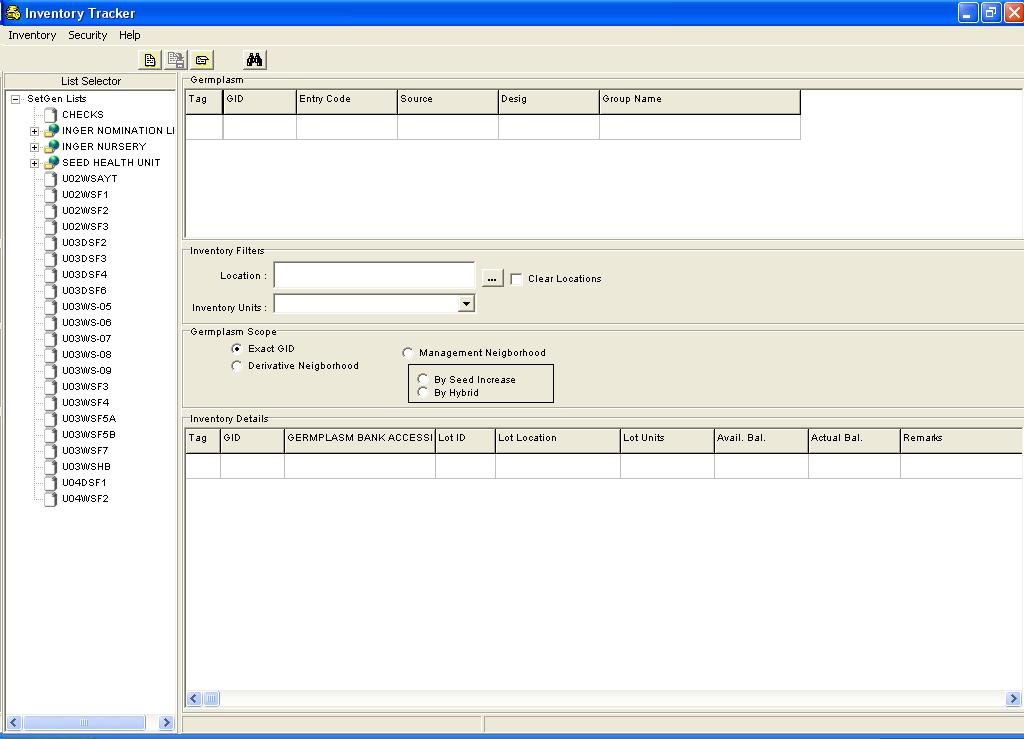 Inventory Tracker
Inventory Security Help
List Selector
SetGen Lists
CHECKS
INGER NOMINATION LI
INGER NURSERY
SEED HEALTH UNIT
U02WSAYT
U02WSF1
U02WSF2
U02WSF3
U03DSF2
U03DSF3
U03DSF4
U03DSF6
U03WS-05
U03WS-06
U03WS-07
U03WS-08
U03WS-09
U03WSF3
U03WSF4
U03WSF5A
U03WSF5B
U03WSF7
U03WSHB
U04DSF1
U04WSF2
Germplasm
Tag GID Entry Code Source Desig Group Name
Inventory Filters
Location : ... Clear Locations
Inventory Units :
Germplasm Scope
Exact GID
Derivative Neigborhood
Management Neigborhood
By Seed Increase
By Hybrid
Inventory Details
Tag GID GERMPLASM BANK ACCESSI Lot ID Lot Location Lot Units Avail. Bal. Actual Bal. Remarks